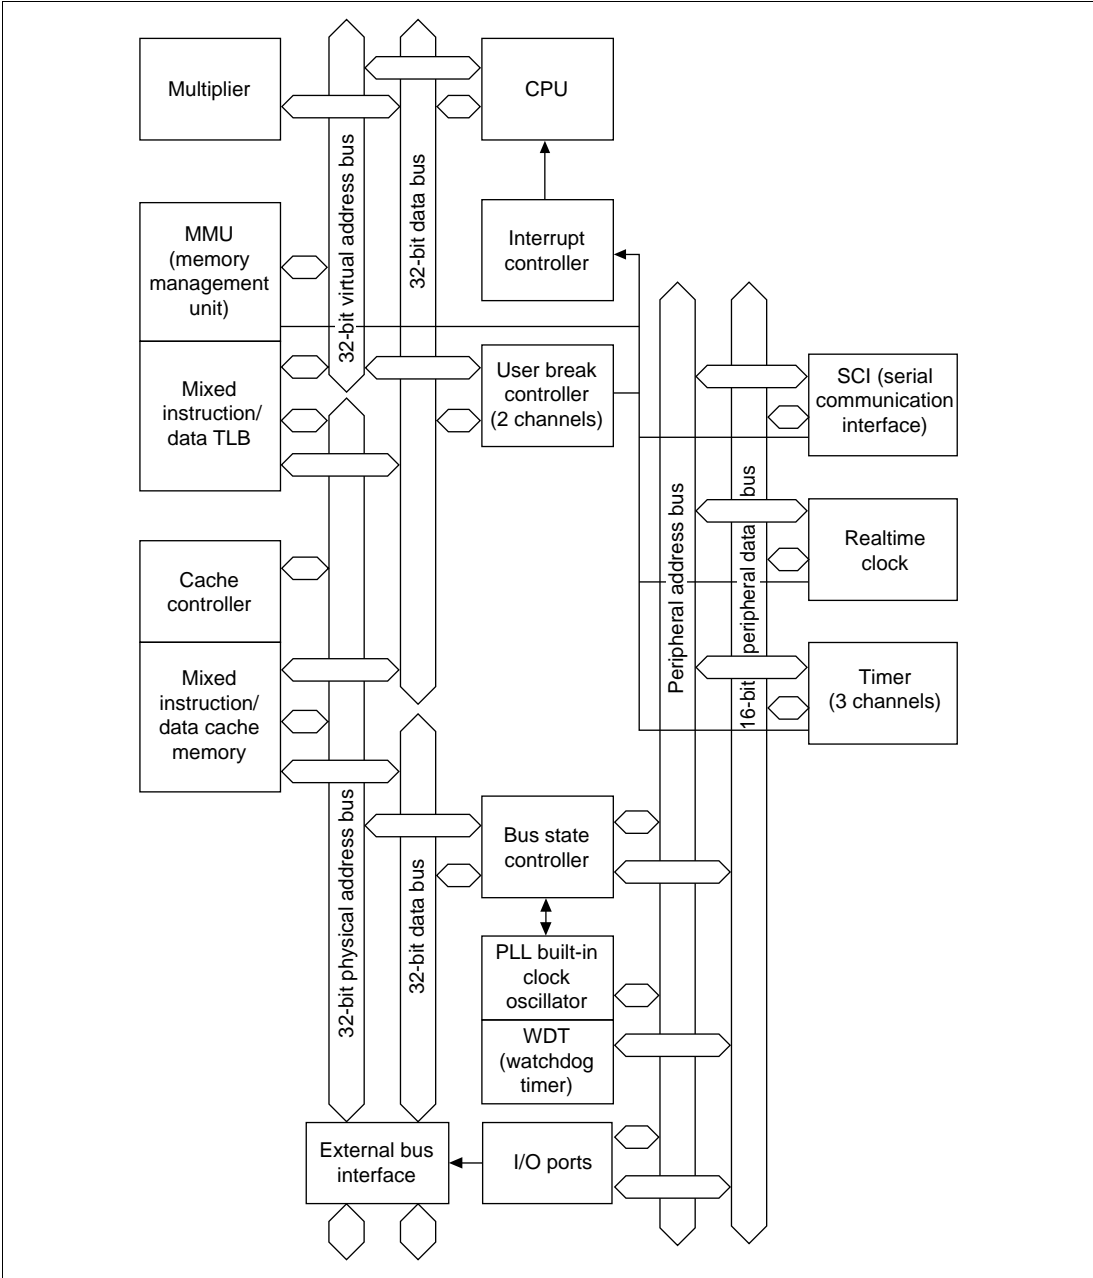 Multiplier
CPU
32-bit virtual address bus
32-bit data bus
MMU
(memory
management
unit)
Interrupt
controller
Mixed
instruction/
data TLB
User break
controller
(2 channels)
SCI (serial
communication
interface)
Peripheral address bus
16-bit peripheral data bus
Realtime
clock
Cache
controller
Mixed
instruction/
data cache
memory
Timer
(3 channels)
32-bit physical address bus
32-bit data bus
Bus state
controller
PLL built-in
clock
oscillator
WDT
(watchdog
timer)
External bus
interface
I/O ports